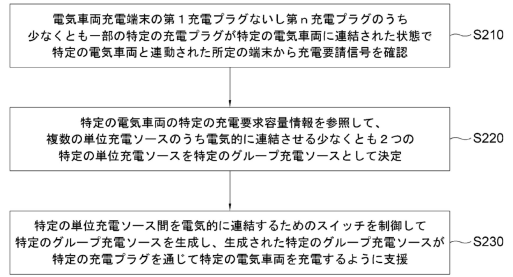 電気車両充電端末の第１充電プラグないし第ｎ充電プラグのうち
少なくとも一部の特定の充電プラグが特定の電気車両に連結された状態で
特定の電気車両と連動された所定の端末から充電要請信号を確認
S210
特定の電気車両の特定の充電要求容量情報を参照して、
複数の単位充電ソースのうち電気的に連結させる少なくとも２つの
特定の単位充電ソースを特定のグループ充電ソースとして決定
S220
特定の単位充電ソース間を電気的に連結するためのスイッチを制御して
特定のグループ充電ソースを生成し、生成された特定のグループ充電ソースが
特定の充電プラグを通じて特定の電気車両を充電するように支援
S230